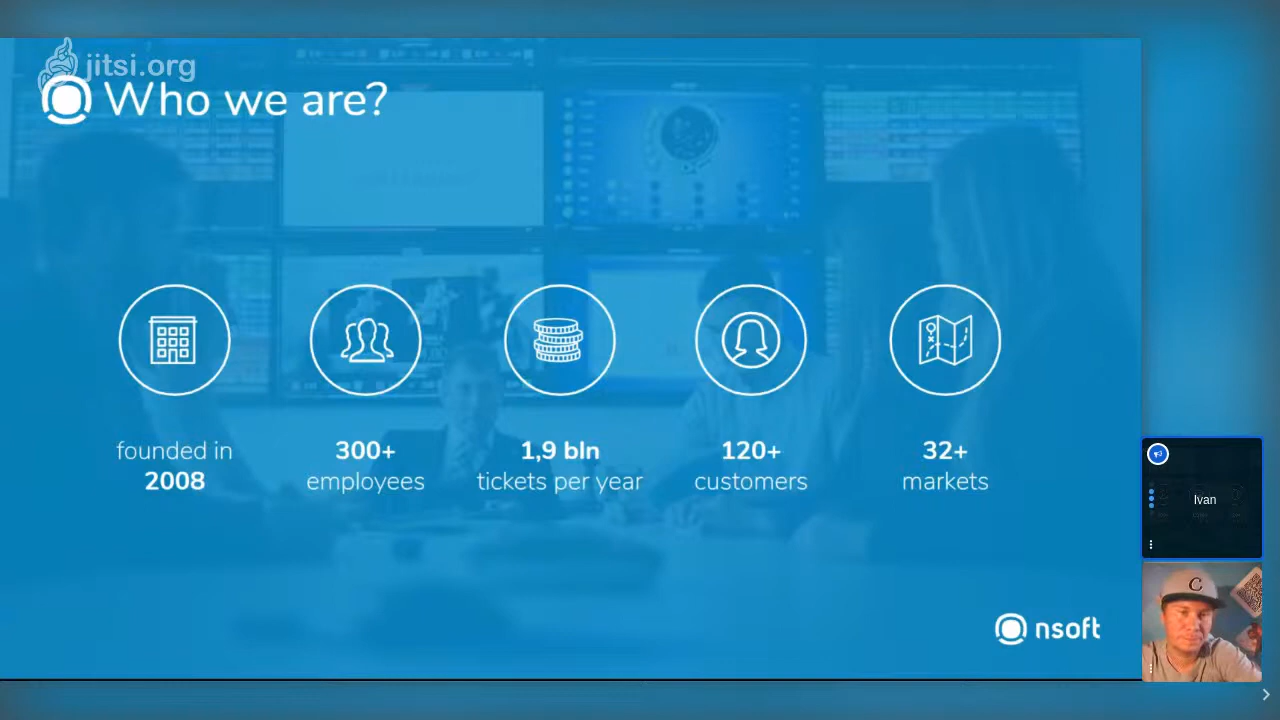 jitsi.org
Who we are?
founded in
2008
300+
employees
1,9 bln
tickets per year
120+
customers
32+
markets
Ivan
C
nsoft